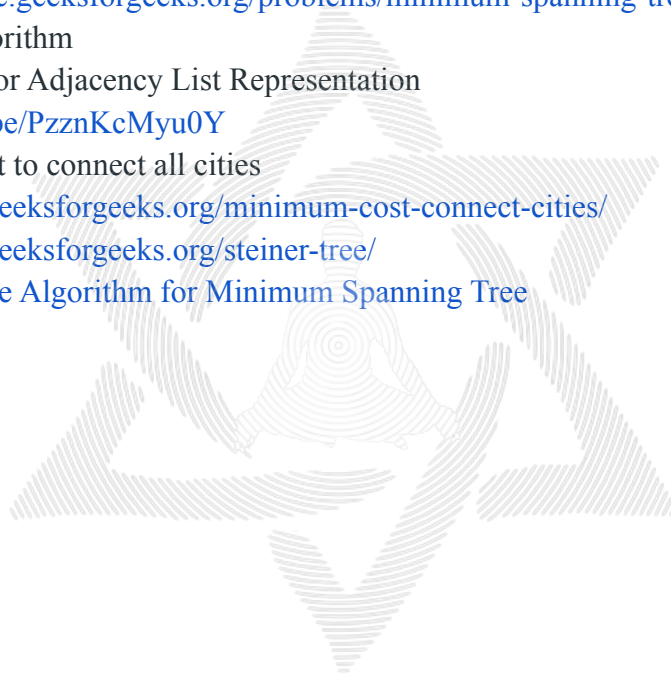 e.geeksforgeeks.org/problems/minimum-spanning-tre
orithm
or Adjacency List Representation
be/PzznKcMyu0Y
t to connect all cities
eeksforgeeks.org/minimum-cost-connect-cities/
eeksforgeeks.org/steiner-tree/
e Algorithm for Minimum Spanning Tree